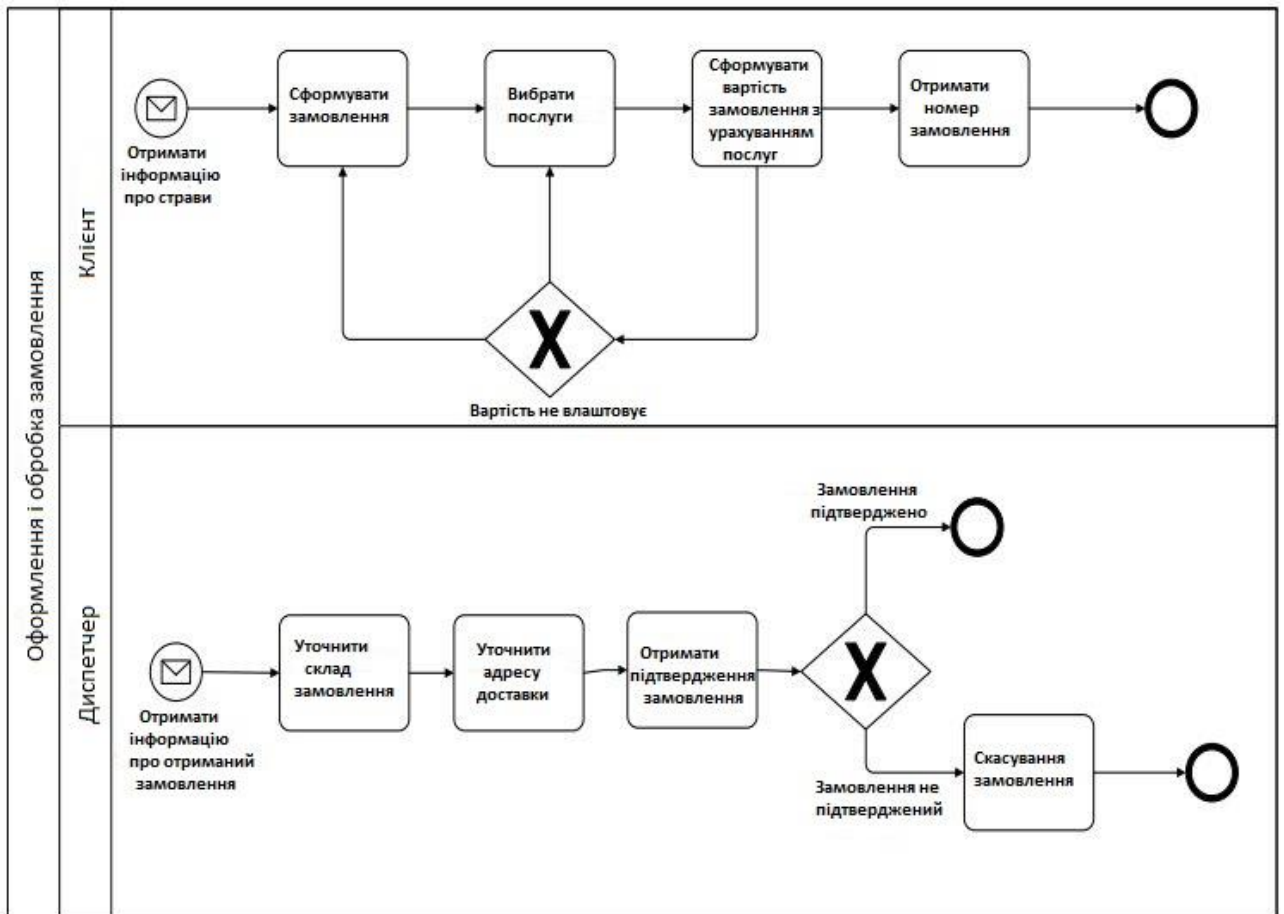 Оформлення і обробка замовлення
Клієнт
Отримати
інформацію
про страви
Сформувати
замовлення
Вибрати
послуги
Сформувати
вартість
замовлення з
урахуванням
послуг
Отримати
номер
замовлення
X
Вартість не влаштовує
Диспетчер
Отримати
інформацію
про отриманий
замовлення
Уточнити
склад
замовлення
Уточнити
адресу
доставки
Отримати
підтвердження
замовлення
X
Замовлення
підтверджено
Замовлення не
підтверджений
Скасування
замовлення